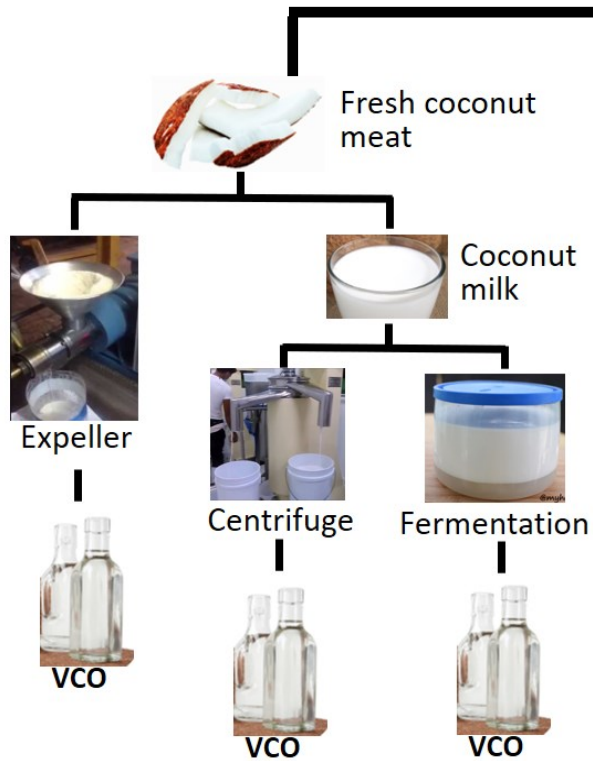 Fresh coconut
meat
Coconut
milk
Expeller
Centrifuge
Fermentation
VCO
VCO
VCO